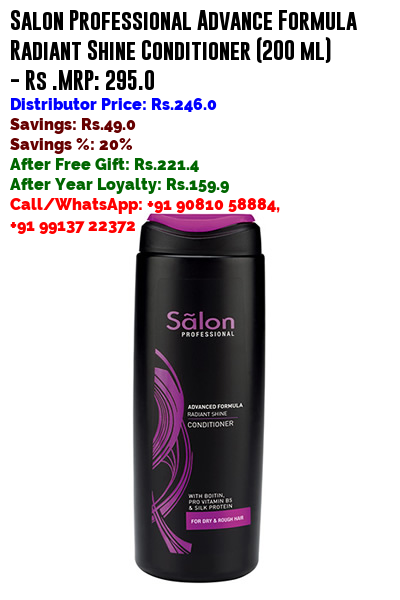 Salon Professional Advance Formula
Radiant Shine Conditioner (200 ml)
- Rs .MRP: 295.0
Distributor Price: Rs.246.0
Savings: Rs.49.0
Savings %: 20%
After Free Gift: Rs.221.4
After Year Loyalty: Rs.159.9
Call/WhatsApp: +91 90810 58884,
+91 99137 22372
Sãlon
PROFESSIONAL
ADVANCED FORMULA
RADIANT SHINE
CONDITIONER
WITH BOITIN,
PRO VITAMIN B5
& SILK PROTEIN
FOR DRY & ROUGH HAIR